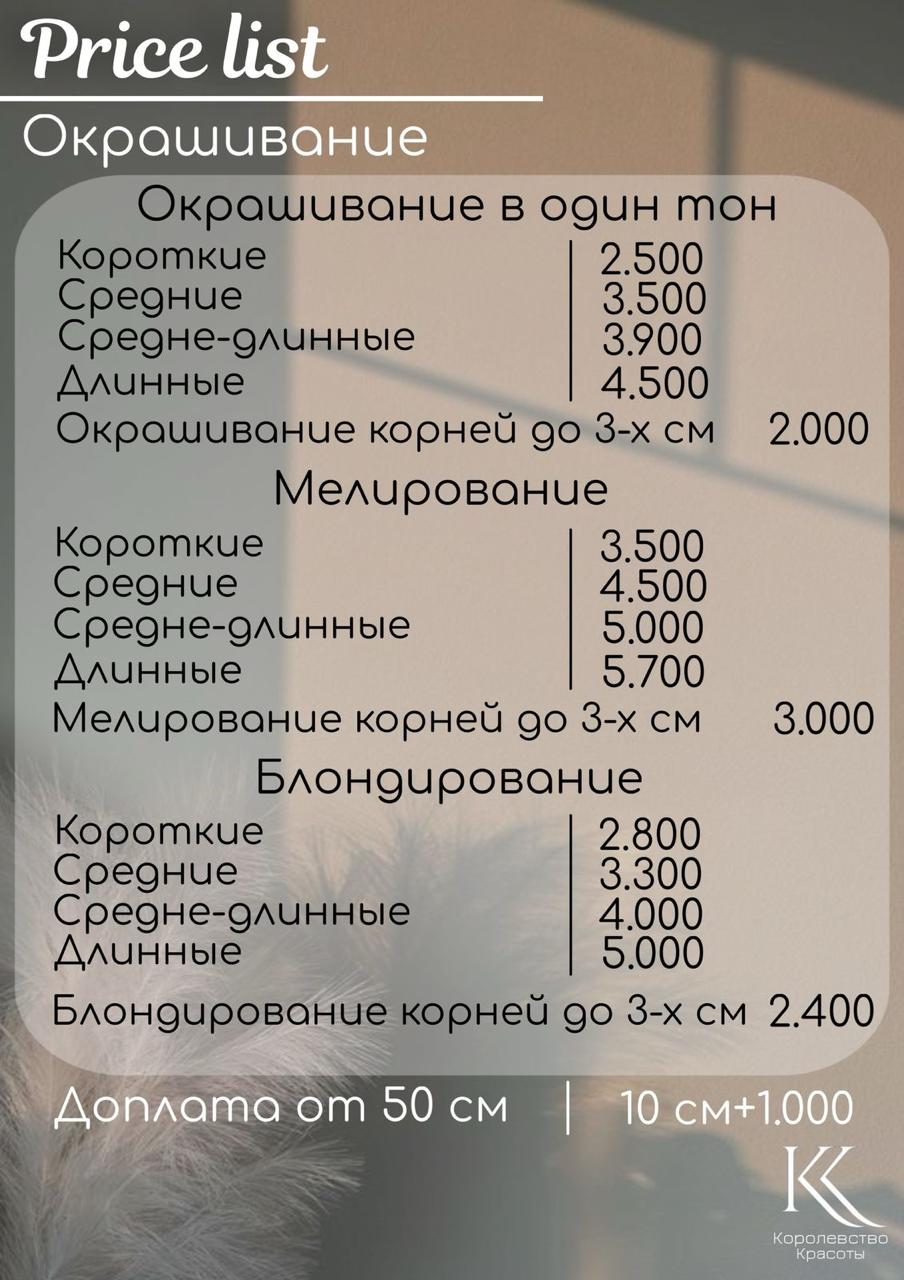 Price list
Окрашивание
Окрашивание в один тон
Короткие 2.500
Средние 3.500
Средне-длинные 3.900
Длинные 4.500
Окрашивание корней до 3-х см 2.000
Мелирование
Короткие 3.500
Средние 4.500
Средне-длинные 5.000
Длинные 5.700
Мелирование корней до 3-х см 3.000
Блондирование
Короткие 2.800
Средние 3.300
Средне-длинные 4.000
Длинные 5.000
Блондирование корней до 3-х см 2.400
Доплата от 50 см 10 см+1.000
КК
Королевство
Красоты